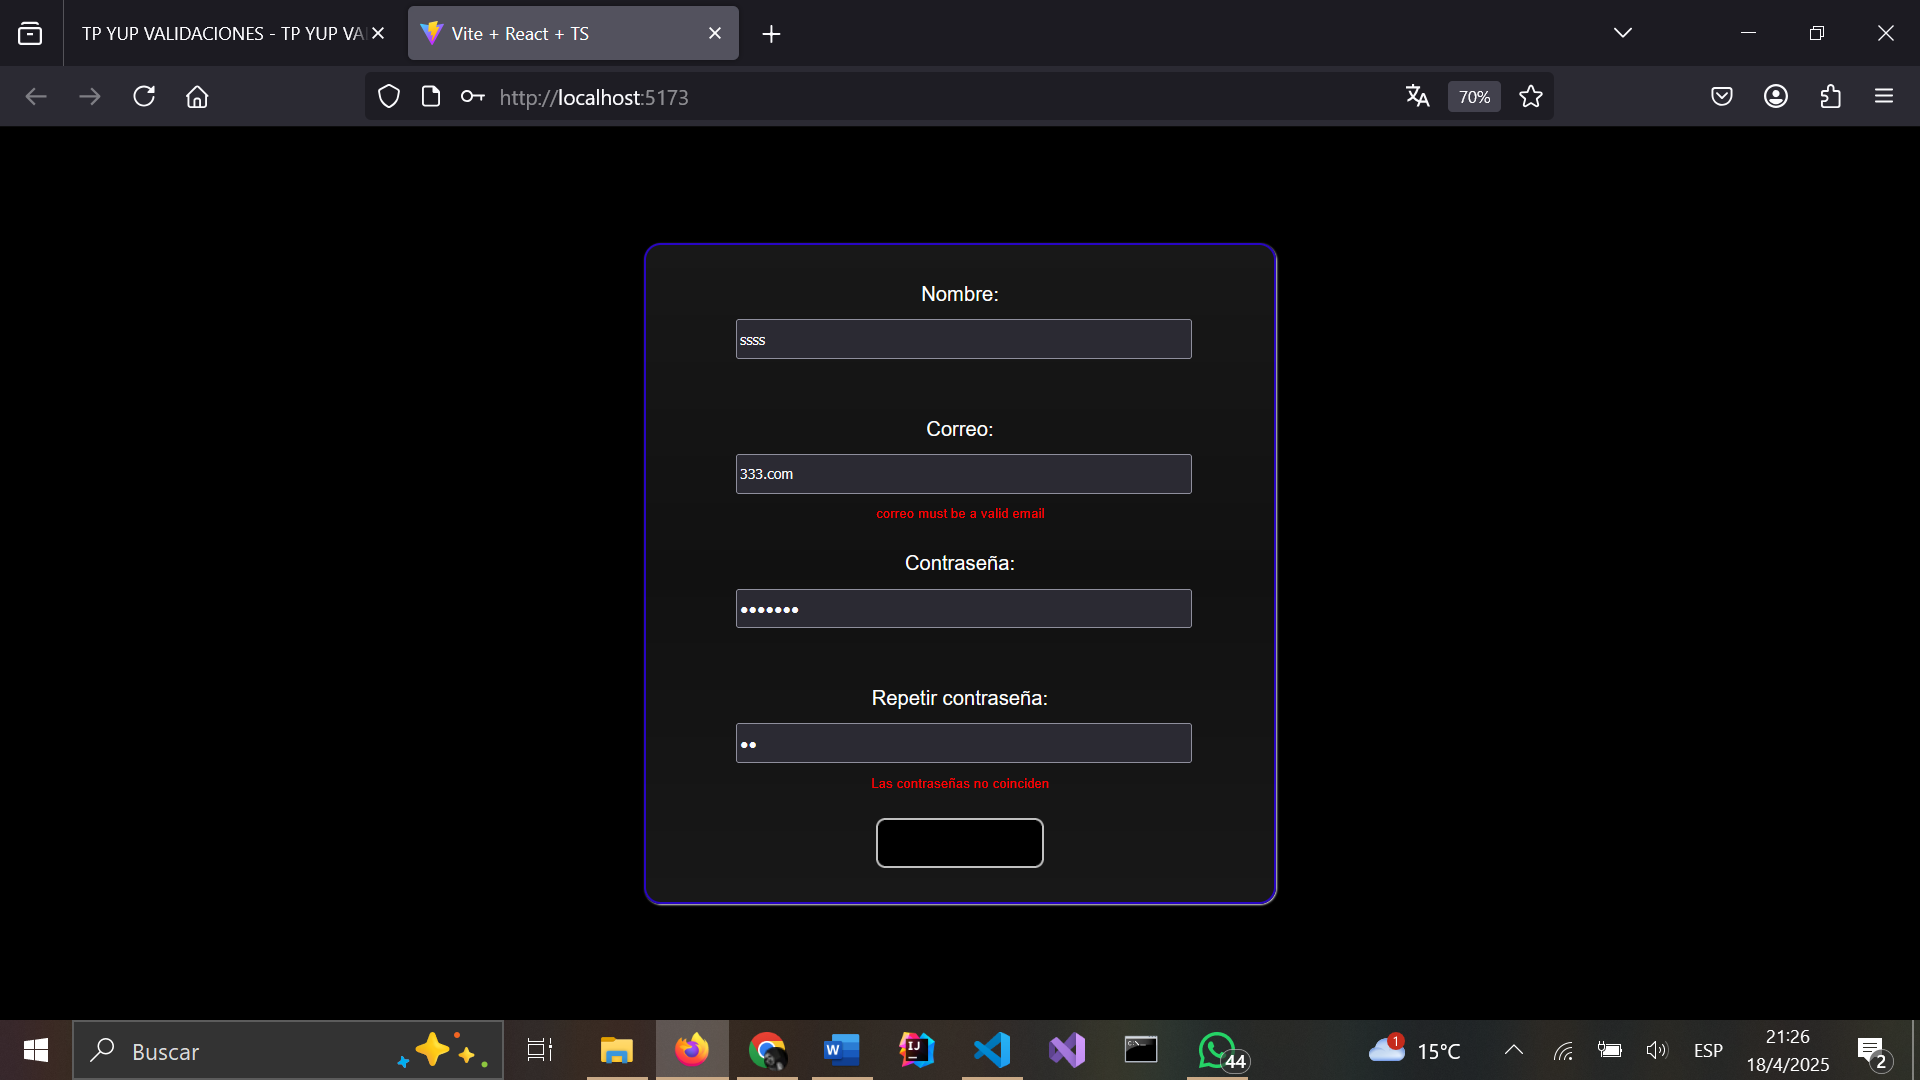 TP YUP VALIDACIONES - TP YUP VA
Vite + React + TS
http://localhost:5173
70%
Nombre:
ssss
Correo:
333.com
correo must be a valid email
Contraseña:
•••••••
Repetir contraseña:
••
Las contraseñas no coinciden
Buscar
44
1
15°C
ESP
21:26
18/4/2025
2